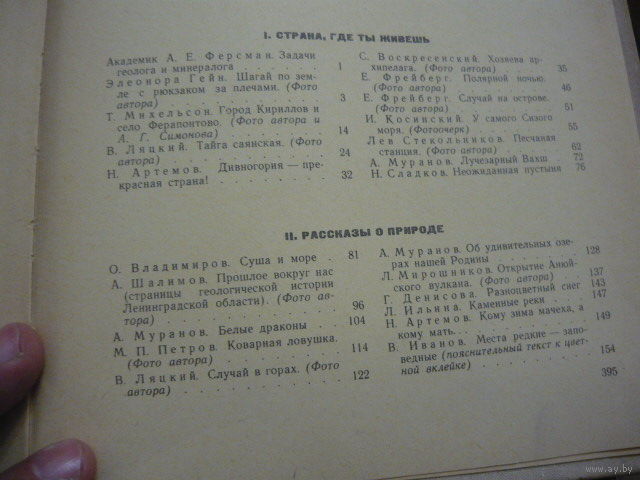 I. СТРАНА, ГДЕ ТЫ ЖИВЕШЬ
Академик А. Е. Ферсман. Задачи
геолога и минералога . . . . . . 1
Элеонора Гейн. Шагай по зем-
ле с рюкзаком за плечами. (Фото
автора) . . . . . . 3
Т. Михельсон. Город Кириллов и
село Ферапонтово. (Фото автора и
А. Г. Симонова) . . . . . . 14
В. Ляцкий. Тайга саянская. (Фото
автора) . . . . . . 24
Н. Артемов. Дивногория — пре-
красная страна! . . . . . . 32
С. Воскресенский. Хозяева ар-
хипелага. (Фото автора) . . . . 35
Е. Фрейберг. Полярной ночью.
(Фото автора) . . . . . . 46
Е. Фрейберг. Случай на острове.
(Фото автора) . . . . . . 51
И. Косинский. У самого Сизого
моря. (Фотоочерк) . . . . . . 55
Лев Стекольников. Песчаная
станция. (Фото автора) . . . . 62
А. Муранов. Лучезарный Вахш 72
Н. Сладков. Неожиданная пустыня 76
II. РАССКАЗЫ О ПРИРОДЕ
О. Владимиров. Суша и море . . 81
А. Шалимов. Прошлое вокруг нас
(страницы геологической истории
Ленинградской области). (Фото ав-
тора) . . . . . . 96
А. Муранов. Белые драконы . . 104
М. П. Петров. Коварная ловушка.
(Фото автора) . . . . . . 114
В. Ляцкий. Случай в горах. (Фото
автора) . . . . . . 122
А. Муранов. Об удивительных озе-
рах нашей Родины . . . . . . 128
Л. Мирошников. Открытие Анюй-
ского вулкана. (Фото автора) . . 137
Г. Денисова. Разноцветный снег 143
Л. Ильина. Каменные реки . . 147
Н. Артемов. Кому зима мачеха, а
кому мать. . . . . . . 149
В. Иванов. Места редкие — запо-
ведные (пояснительный текст к цвет-
ной вклейке) . . . . . . 154
395
www.ay.by